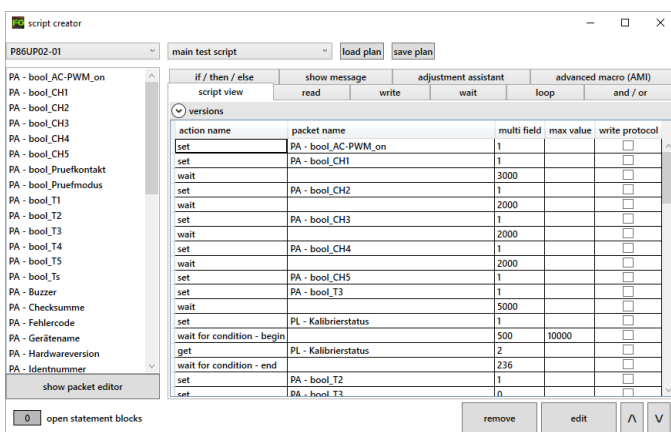 FO script creator
P86UP02-01 main test script load plan save plan
PA - bool_AC-PWM_on
PA - bool_CH1
PA - bool_CH2
PA - bool_CH3
PA - bool_CH4
PA - bool_CH5
PA - bool_Pruefkontakt
PA - bool_Pruefmodus
PA - bool_T1
PA - bool_T2
PA - bool_T3
PA - bool_T4
PA - bool_T5
PA - bool_Ts
PA - Buzzer
PA - Checksumme
PA - Fehlercode
PA - Gerätename
PA - Hardwareversion
PA - Identnummer
show packet editor
if / then / else show message adjustment assistant advanced macro (AMI)
script view read write wait loop and / or
versions
action name packet name multi field max value write protocol
set PA - bool_AC-PWM_on 1
set PA - bool_CH1 1
wait 3000
set PA - bool_CH2 1
wait 2000
set PA - bool_CH3 1
wait 2000
set PA - bool_CH4 1
wait 2000
set PA - bool_CH5 1
set PA - bool_T3 1
wait 5000
set PL - Kalibrierstatus 1
wait for condition - begin 500 10000
get PL - Kalibrierstatus 2
wait for condition - end 236
set PA - bool_T2 1
set PA - bool_T3 0
0 open statement blocks remove edit /\ \/